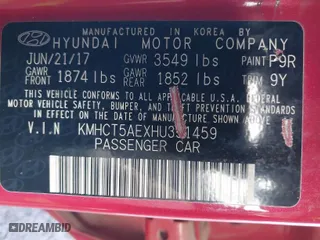 MANUFACTURED IN KOREA
HYUNDAI MOTOR COMPANY
JUN/21/17 GVWR 3549 lbs PAINT P9R
GAWR FRONT 1874 lbs GAWR REAR 1852 lbs TRIM 9Y
THIS VEHICLE CONFORMS TO ALL APPLICABLE U.S.A. FEDERAL
MOTOR VEHICLE SAFETY, BUMPER, AND THEFT PREVENTION
STANDARDS IN EFFECT ON THE DATE OF MANUFACTURE SHOWN ABOVE.
V.I.N
PASSENGER CAR
DREAMBID.COM